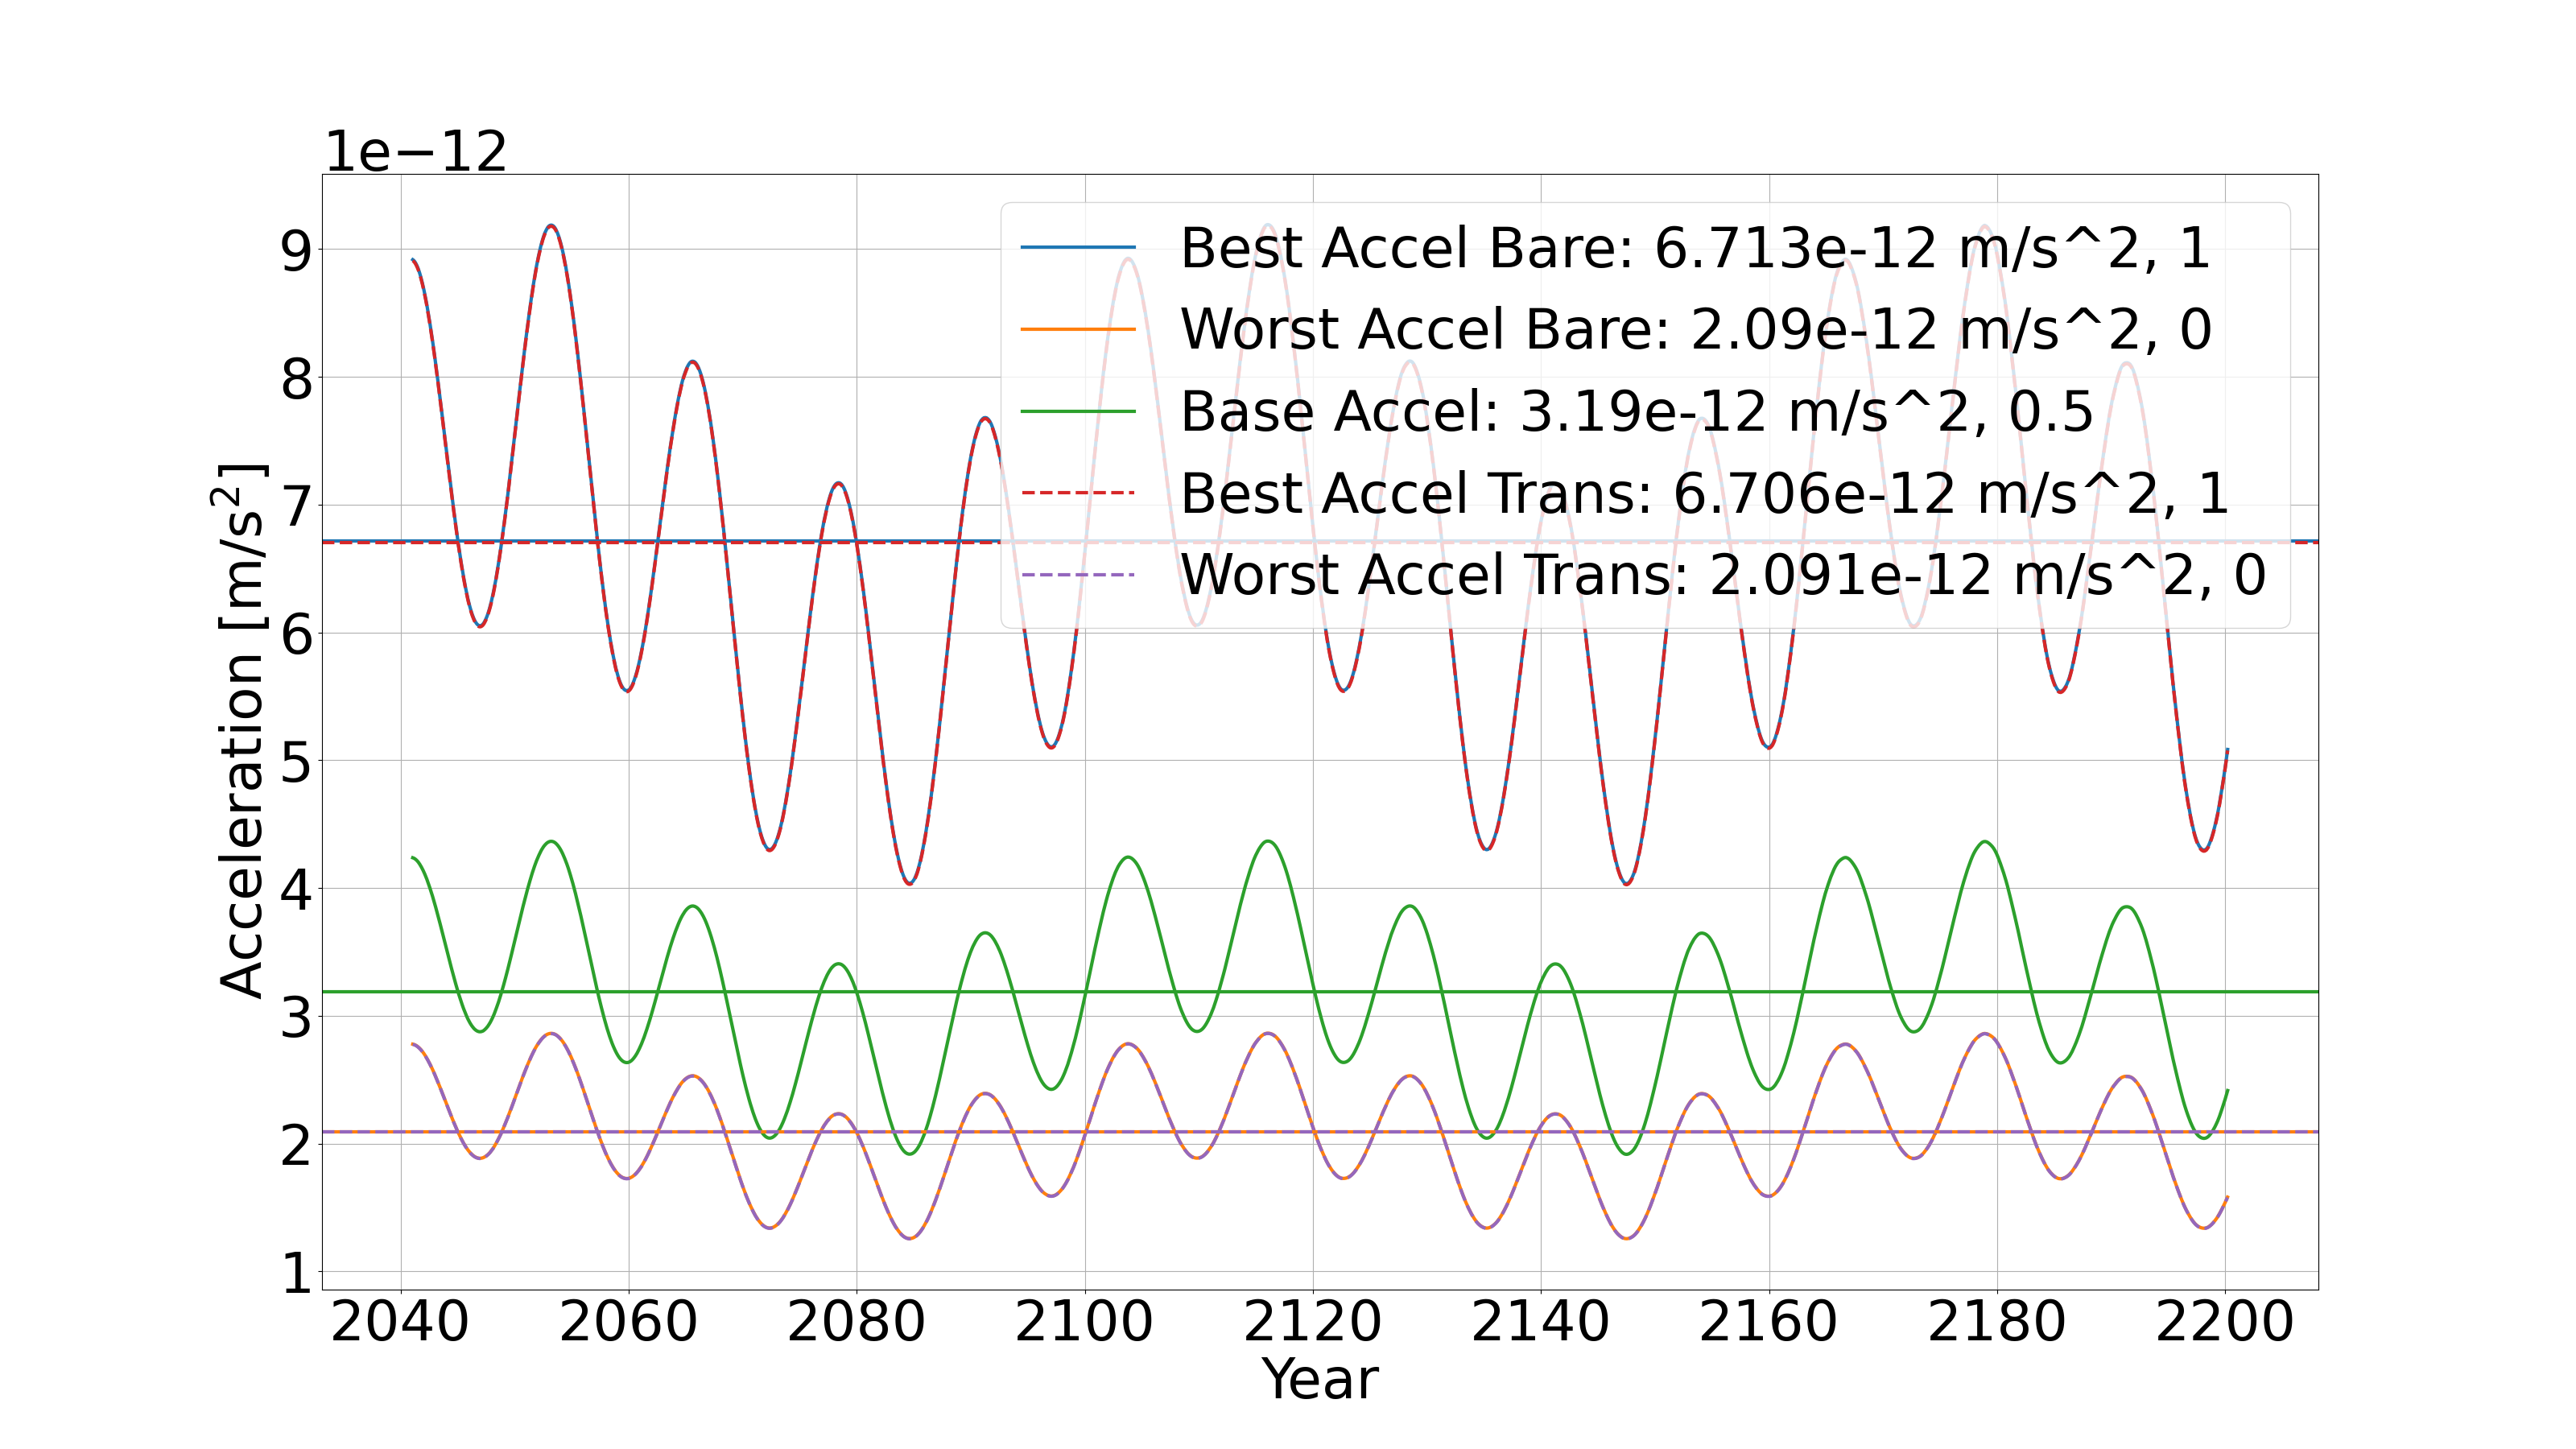 1e−12
Best Accel Bare: 6.713e-12 m/s^2, 1
Worst Accel Bare: 2.09e-12 m/s^2, 0
Base Accel: 3.19e-12 m/s^2, 0.5
Best Accel Trans: 6.706e-12 m/s^2, 1
Worst Accel Trans: 2.091e-12 m/s^2, 0
Acceleration [m/s²]
9
8
7
6
5
4
3
2
1
2040 2060 2080 2100 2120 2140 2160 2180 2200
Year